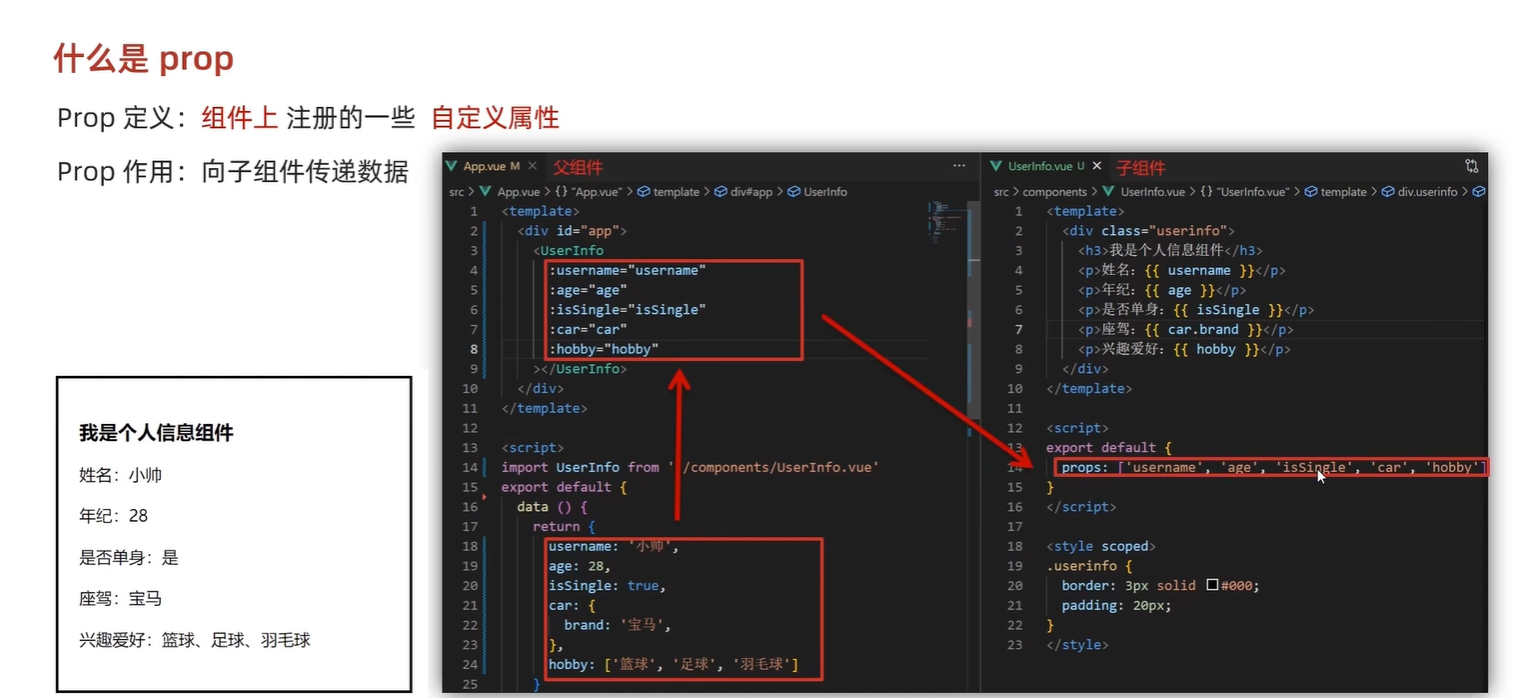 什么是 prop
Prop 定义：组件上 注册的一些 自定义属性
Prop 作用：向子组件传递数据
我是个人信息组件
姓名：小帅
年纪：28
是否单身：是
座驾：宝马
兴趣爱好：篮球、足球、羽毛球
App.vue M × 父组件 ···
src > App.vue > {} "App.vue" > template > div#app > UserInfo
1 <template>
2 <div id="app">
3 <UserInfo
4 :username="username"
5 :age="age"
6 :isSingle="isSingle"
7 :car="car"
8 :hobby="hobby"
9 ></UserInfo>
10 </div>
11 </template>
12
13 <script>
14 import UserInfo from './components/UserInfo.vue'
15 export default {
16 data () {
17 return {
18 username: '小帅',
19 age: 28,
20 isSingle: true,
21 car: {
22 brand: '宝马',
23 },
24 hobby: ['篮球', '足球', '羽毛球']
25 }
UserInfo.vue U × 子组件
src > components > UserInfo.vue > {} "UserInfo.vue" > template > div.userinfo >
1 <template>
2 <div class="userinfo">
3 <h3>我是个人信息组件</h3>
4 <p>姓名：{{ username }}</p>
5 <p>年纪：{{ age }}</p>
6 <p>是否单身：{{ isSingle }}</p>
7 <p>座驾：{{ car.brand }}</p>
8 <p>兴趣爱好：{{ hobby }}</p>
9 </div>
10 </template>
11
12 <script>
13 export default {
14 props: ['username', 'age', 'isSingle', 'car', 'hobby']
15 }
16 </script>
17
18 <style scoped>
19 .userinfo {
20 border: 3px solid #000;
21 padding: 20px;
22 }
23 </style>